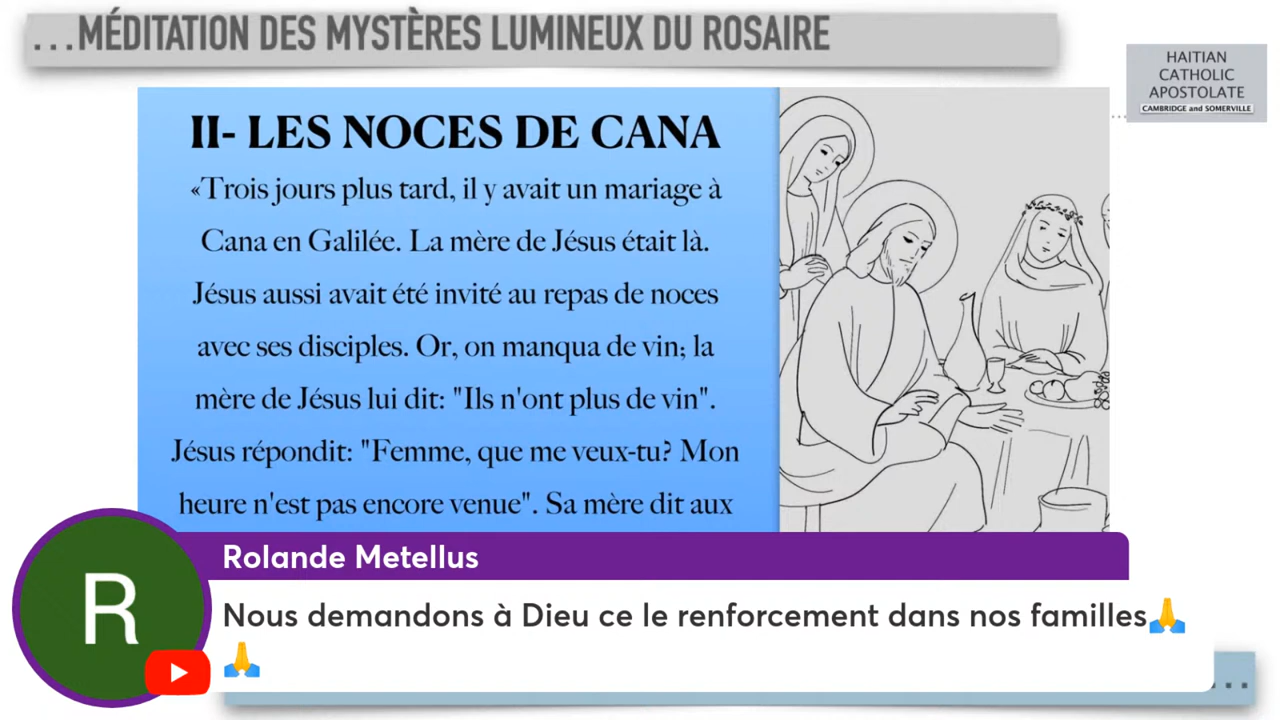 ...MÉDITATION DES MYSTÈRES LUMINEUX DU ROSAIRE
HAITIAN
CATHOLIC
APOSTOLATE
CAMBRIDGE and SOMERVILLE
II- LES NOCES DE CANA
«Trois jours plus tard, il y avait un mariage à
Cana en Galilée. La mère de Jésus était là.
Jésus aussi avait été invité au repas de noces
avec ses disciples. Or, on manqua de vin; la
mère de Jésus lui dit: "Ils n'ont plus de vin".
Jésus répondit: "Femme, que me veux-tu? Mon
heure n'est pas encore venue". Sa mère dit aux
Rolande Metellus
R
Nous demandons à Dieu ce le renforcement dans nos familles🙏
🙏